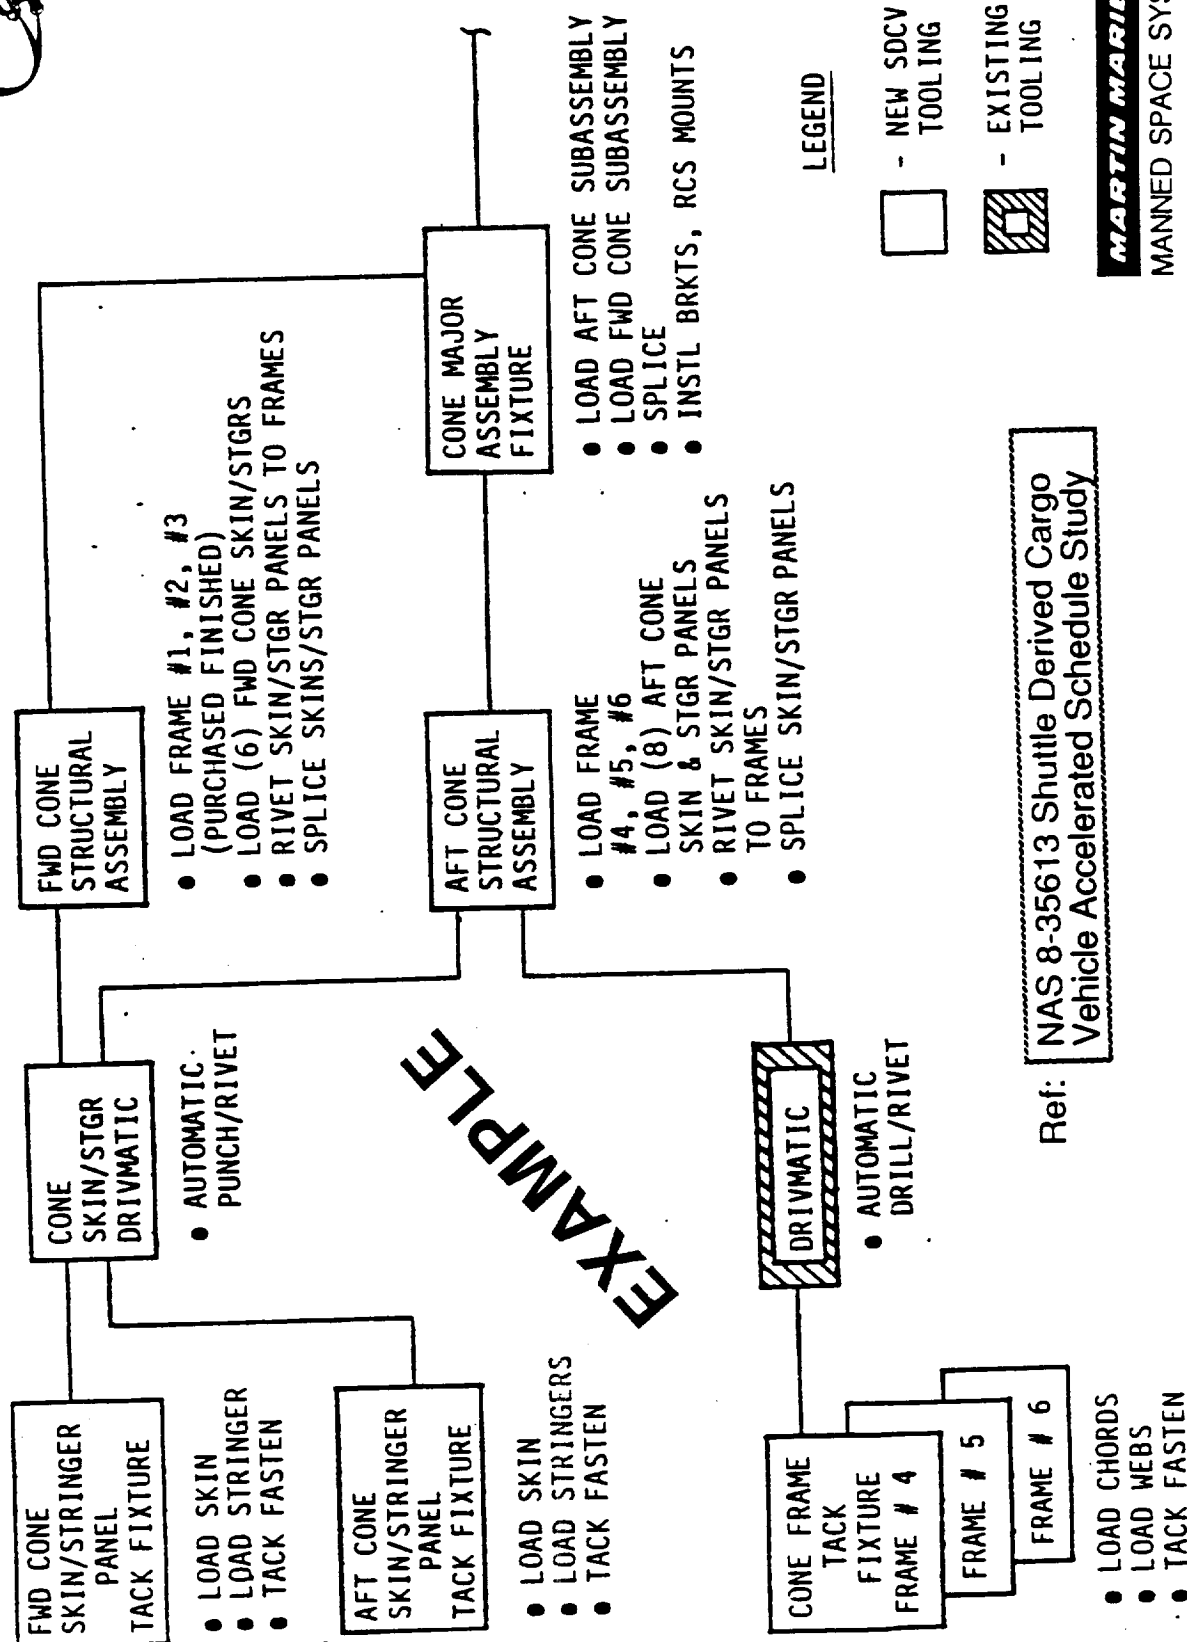 FWD CONE
SKIN/STRINGER
PANEL
TACK FIXTURE
● LOAD SKIN
● LOAD STRINGER
● TACK FASTEN
AFT CONE
SKIN/STRINGER
PANEL
TACK FIXTURE
● LOAD SKIN
● LOAD STRINGERS
● TACK FASTEN
CONE FRAME
TACK
FIXTURE
FRAME # 4
FRAME # 5
FRAME # 6
● LOAD CHORDS
● LOAD WEBS
● TACK FASTEN
CONE
SKIN/STGR
DRIVMATIC
● AUTOMATIC
PUNCH/RIVET
EXAMPLE
DRIVMATIC
● AUTOMATIC
DRILL/RIVET
FWD CONE
STRUCTURAL
ASSEMBLY
● LOAD FRAME #1, #2, #3
(PURCHASED FINISHED)
● LOAD (6) FWD CONE SKIN/STGRS
● RIVET SKIN/STGR PANELS TO FRAMES
● SPLICE SKINS/STGR PANELS
AFT CONE
STRUCTURAL
ASSEMBLY
● LOAD FRAME
#4, #5, #6
● LOAD (8) AFT CONE
SKIN & STGR PANELS
● RIVET SKIN/STGR PANELS
TO FRAMES
● SPLICE SKIN/STGR PANELS
CONE MAJOR
ASSEMBLY
FIXTURE
● LOAD AFT CONE SUBASSEMBLY
● LOAD FWD CONE SUBASSEMBLY
● SPLICE
● INSTL BRKTS, RCS MOUNTS
LEGEND
- NEW SDCV
TOOLING
- EXISTING
TOOLING
Ref: NAS 8-35613 Shuttle Derived Cargo
Vehicle Accelerated Schedule Study
MARTIN MARIE
MANNED SPACE SYS